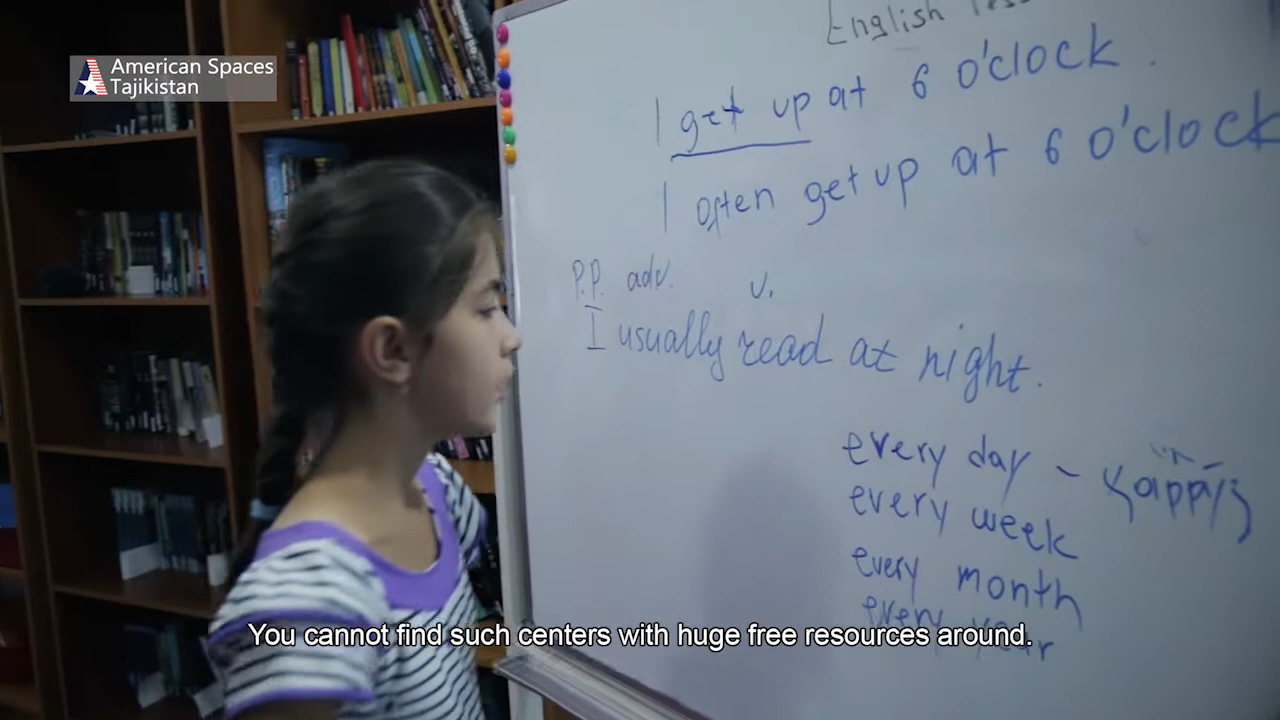 American Spaces
Tajikistan
English
I get up at 6 o'clock.
I often get up at 6 o'clock
P.P. adv. v.
I usually read at night.
every day -
every week
every month
every year
You cannot find such centers with huge free resources around.